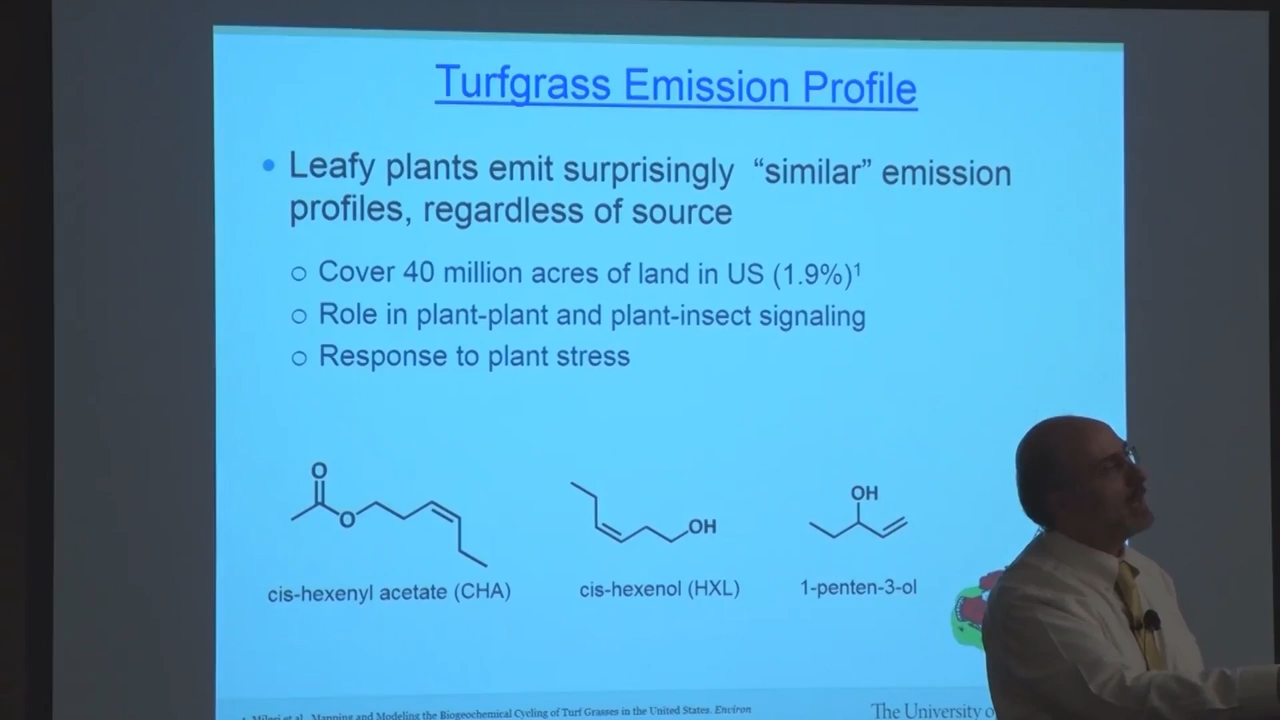 Turfgrass Emission Profile
Leafy plants emit surprisingly “similar” emission
profiles, regardless of source
Cover 40 million acres of land in US (1.9%)¹
Role in plant-plant and plant-insect signaling
Response to plant stress
O
O
OH
OH
cis-hexenyl acetate (CHA)
cis-hexenol (HXL)
1-penten-3-ol
et al. Mapping and Modeling the Biogeochemical Cycling of Turf Grasses in the United States. Environ
The University